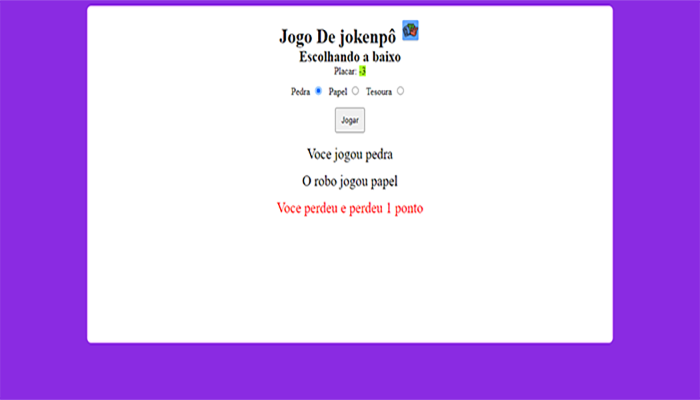 Jogo De jokenpô
Escolhando a baixo
Placar: -3
Pedra Papel Tesoura
Jogar
Voce jogou pedra
O robo jogou papel
Voce perdeu e perdeu 1 ponto